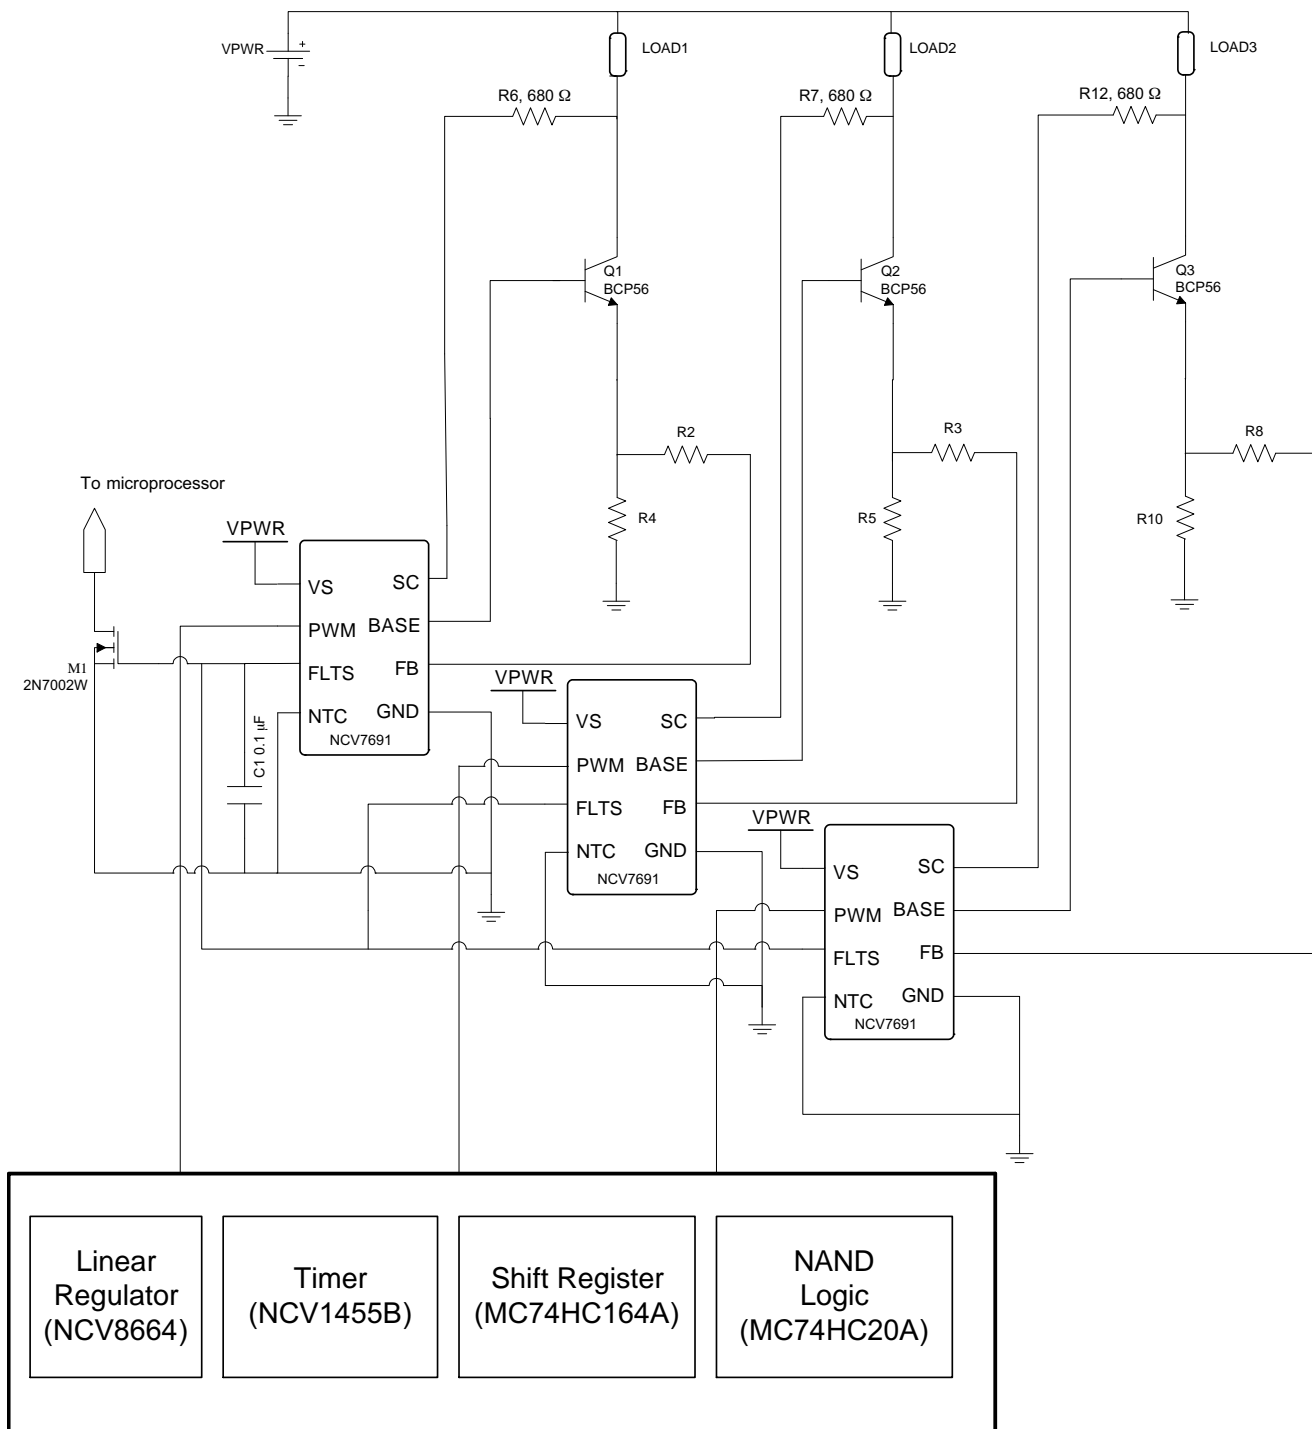 VPWR
+
−
LOAD1
LOAD2
LOAD3
R6, 680 Ω
R7, 680 Ω
R12, 680 Ω
Q1
BCP56
Q2
BCP56
Q3
BCP56
R2
R3
R8
R4
R5
R10
To microprocessor
M1
2N7002W
C1 0.1 µF
VPWR
VS
PWM
FLTS
NTC
SC
BASE
FB
GND
NCV7691
VPWR
VS
PWM
FLTS
NTC
SC
BASE
FB
GND
NCV7691
VPWR
VS
PWM
FLTS
NTC
SC
BASE
FB
GND
NCV7691
Linear
Regulator
(NCV8664)
Timer
(NCV1455B)
Shift Register
(MC74HC164A)
NAND
Logic
(MC74HC20A)